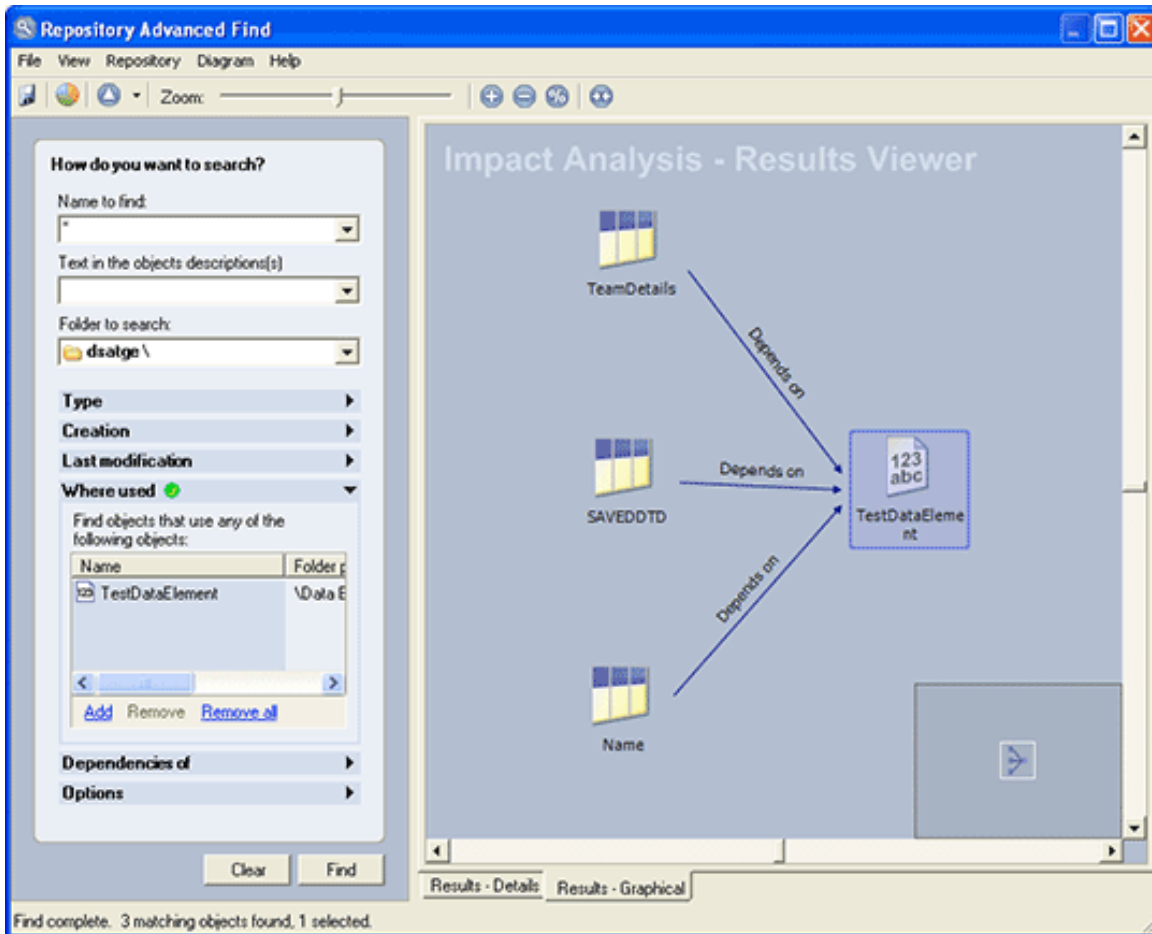 Repository Advanced Find
File View Repository Diagram Help
Zoom:
How do you want to search?
Name to find:
*
Text in the objects descriptions(s)
Folder to search:
dsatge \
Type
Creation
Last modification
Where used
Find objects that use any of the
following objects:
Name Folder p
123 TestDataElement \Data E
Add Remove Remove all
Dependencies of
Options
Clear Find
Impact Analysis - Results Viewer
TeamDetails
Depends on
SAVEDDTD
Depends on
123
abc
TestDataEleme
nt
Depends on
Name
Results - Details Results - Graphical
Find complete. 3 matching objects found, 1 selected.